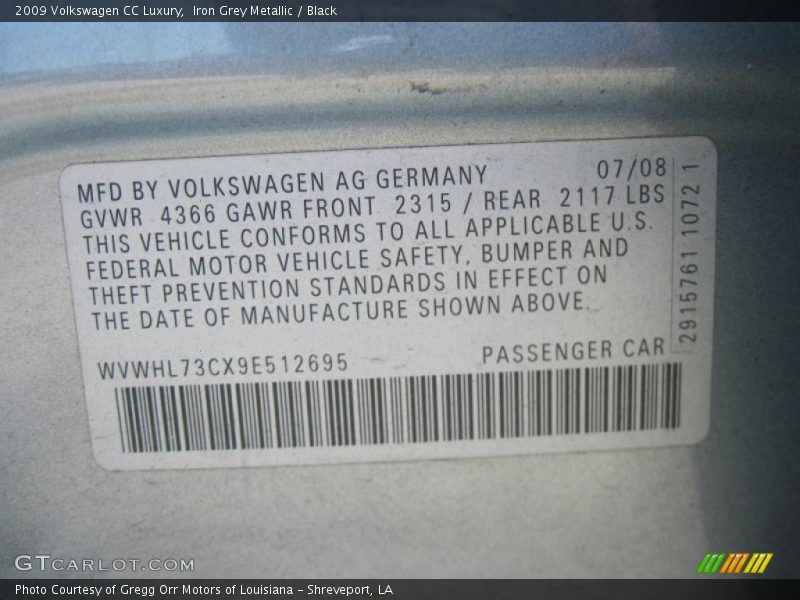 2009 Volkswagen CC Luxury,  Iron Grey Metallic / Black
MFD BY VOLKSWAGEN AG GERMANY 07/08
GVWR 4366 GAWR FRONT 2315 / REAR 2117 LBS
THIS VEHICLE CONFORMS TO ALL APPLICABLE U.S.
FEDERAL MOTOR VEHICLE SAFETY, BUMPER AND
THEFT PREVENTION STANDARDS IN EFFECT ON
THE DATE OF MANUFACTURE SHOWN ABOVE.
WVWHL73CX9E512695 PASSENGER CAR
2915761 1072 1
GTCARLOT.COM
Photo Courtesy of Gregg Orr Motors of Louisiana - Shreveport, LA